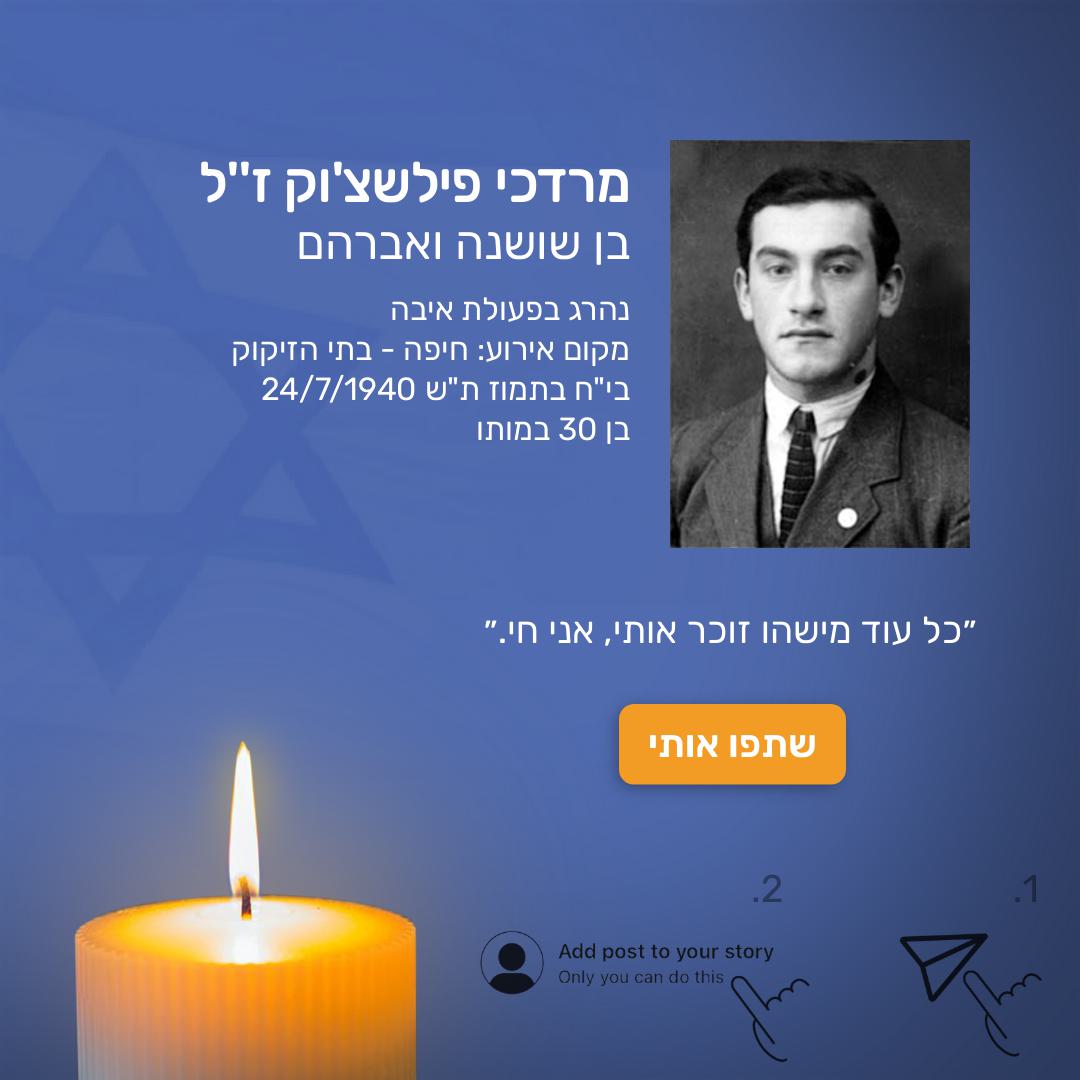 מרדכי פילשצ'וק ז"ל
בן שושנה ואברהם
נהרג בפעולת איבה
מקום אירוע: חיפה - בתי הזיקוק
בי"ח בתמוז ת"ש 24/7/1940
בן 30 במותו
״כל עוד מישהו זוכר אותי, אני חי.״
שתפו אותי
.1
.2
Add post to your story
Only you can do this